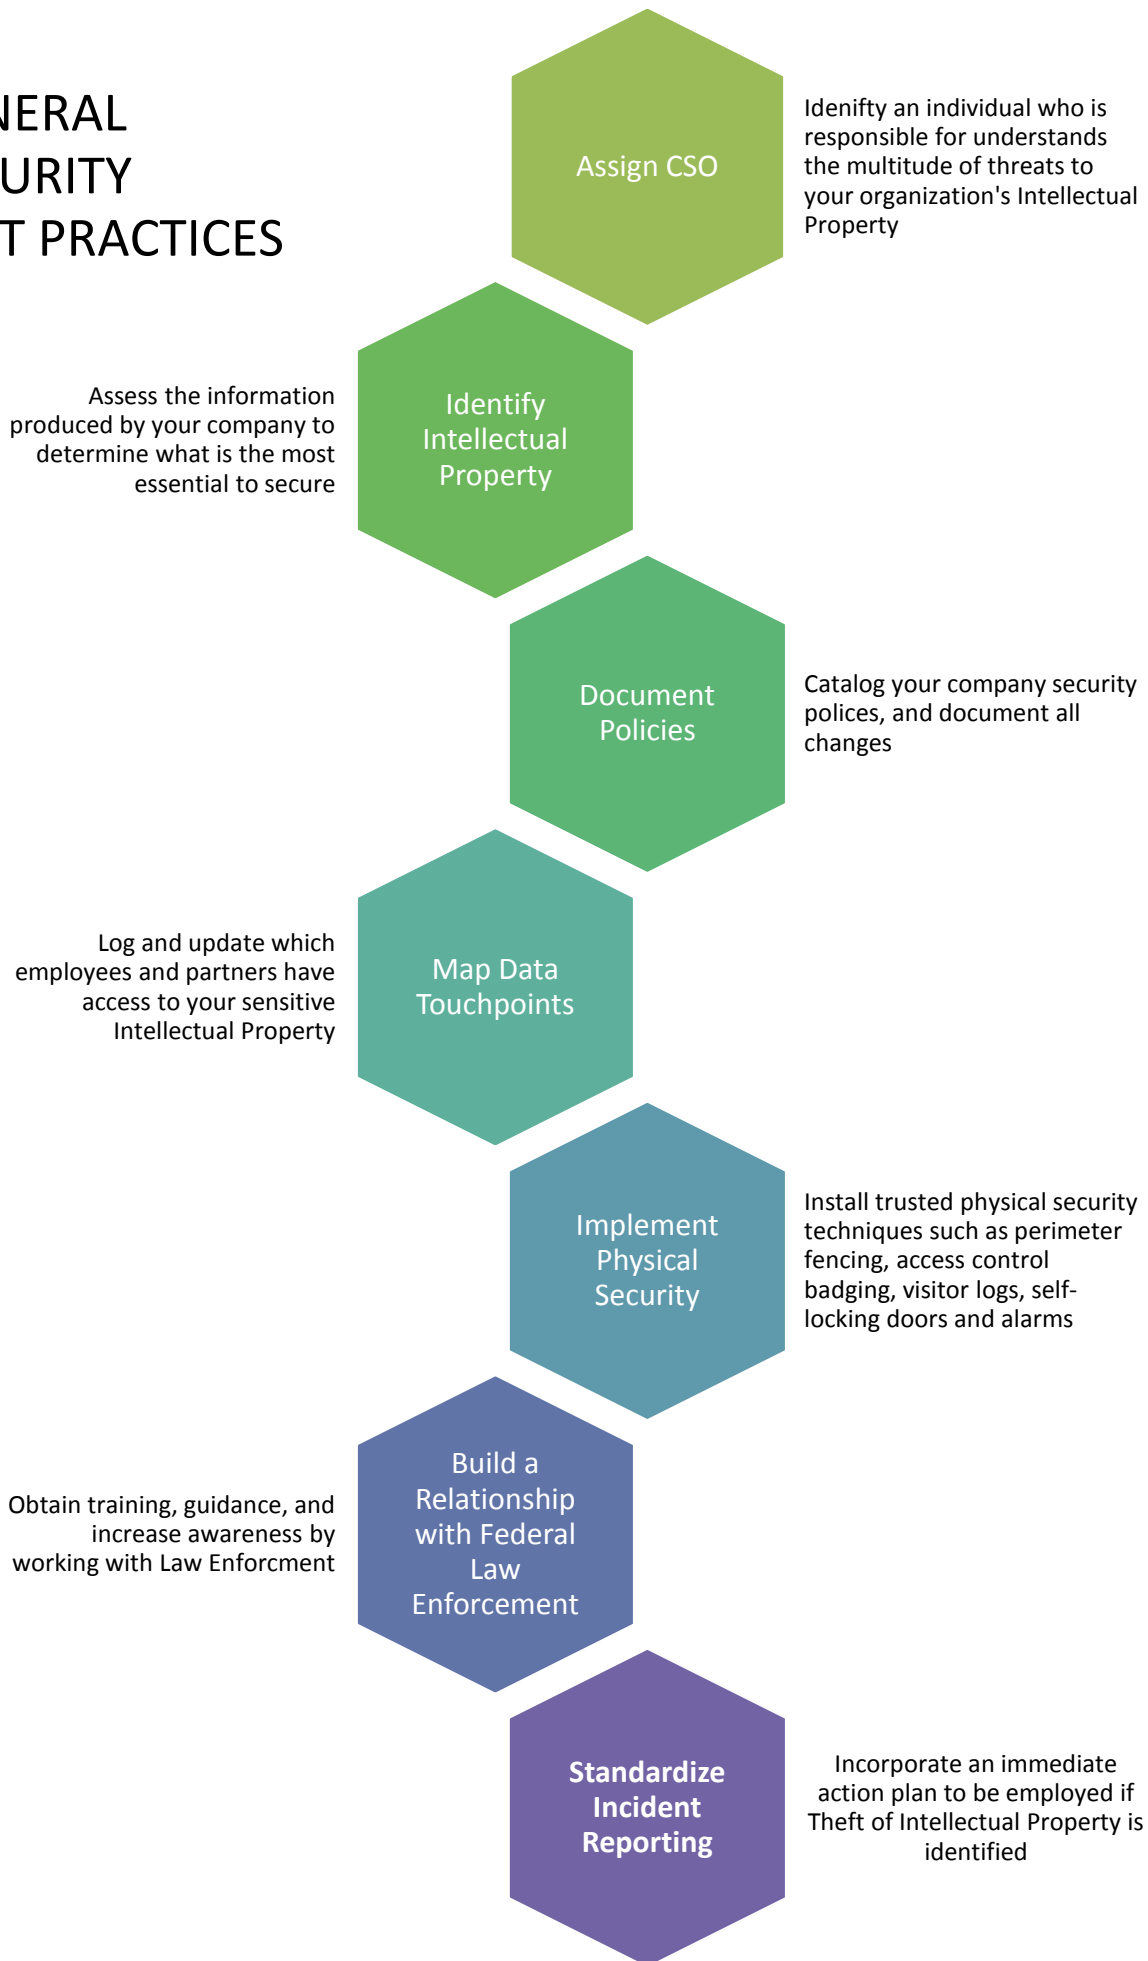 NERAL
URITY
T PRACTICES
Assign CSO
Idenifty an individual who is
responsible for understands
the multitude of threats to
your organization's Intellectual
Property
Assess the information
produced by your company to
determine what is the most
essential to secure
Identify
Intellectual
Property
Document
Policies
Catalog your company security
polices, and document all
changes
Log and update which
employees and partners have
access to your sensitive
Intellectual Property
Map Data
Touchpoints
Implement
Physical
Security
Install trusted physical security
techniques such as perimeter
fencing, access control
badging, visitor logs, self-
locking doors and alarms
Obtain training, guidance, and
increase awareness by
working with Law Enforcment
Build a
Relationship
with Federal
Law
Enforcement
Standardize
Incident
Reporting
Incorporate an immediate
action plan to be employed if
Theft of Intellectual Property is
identified